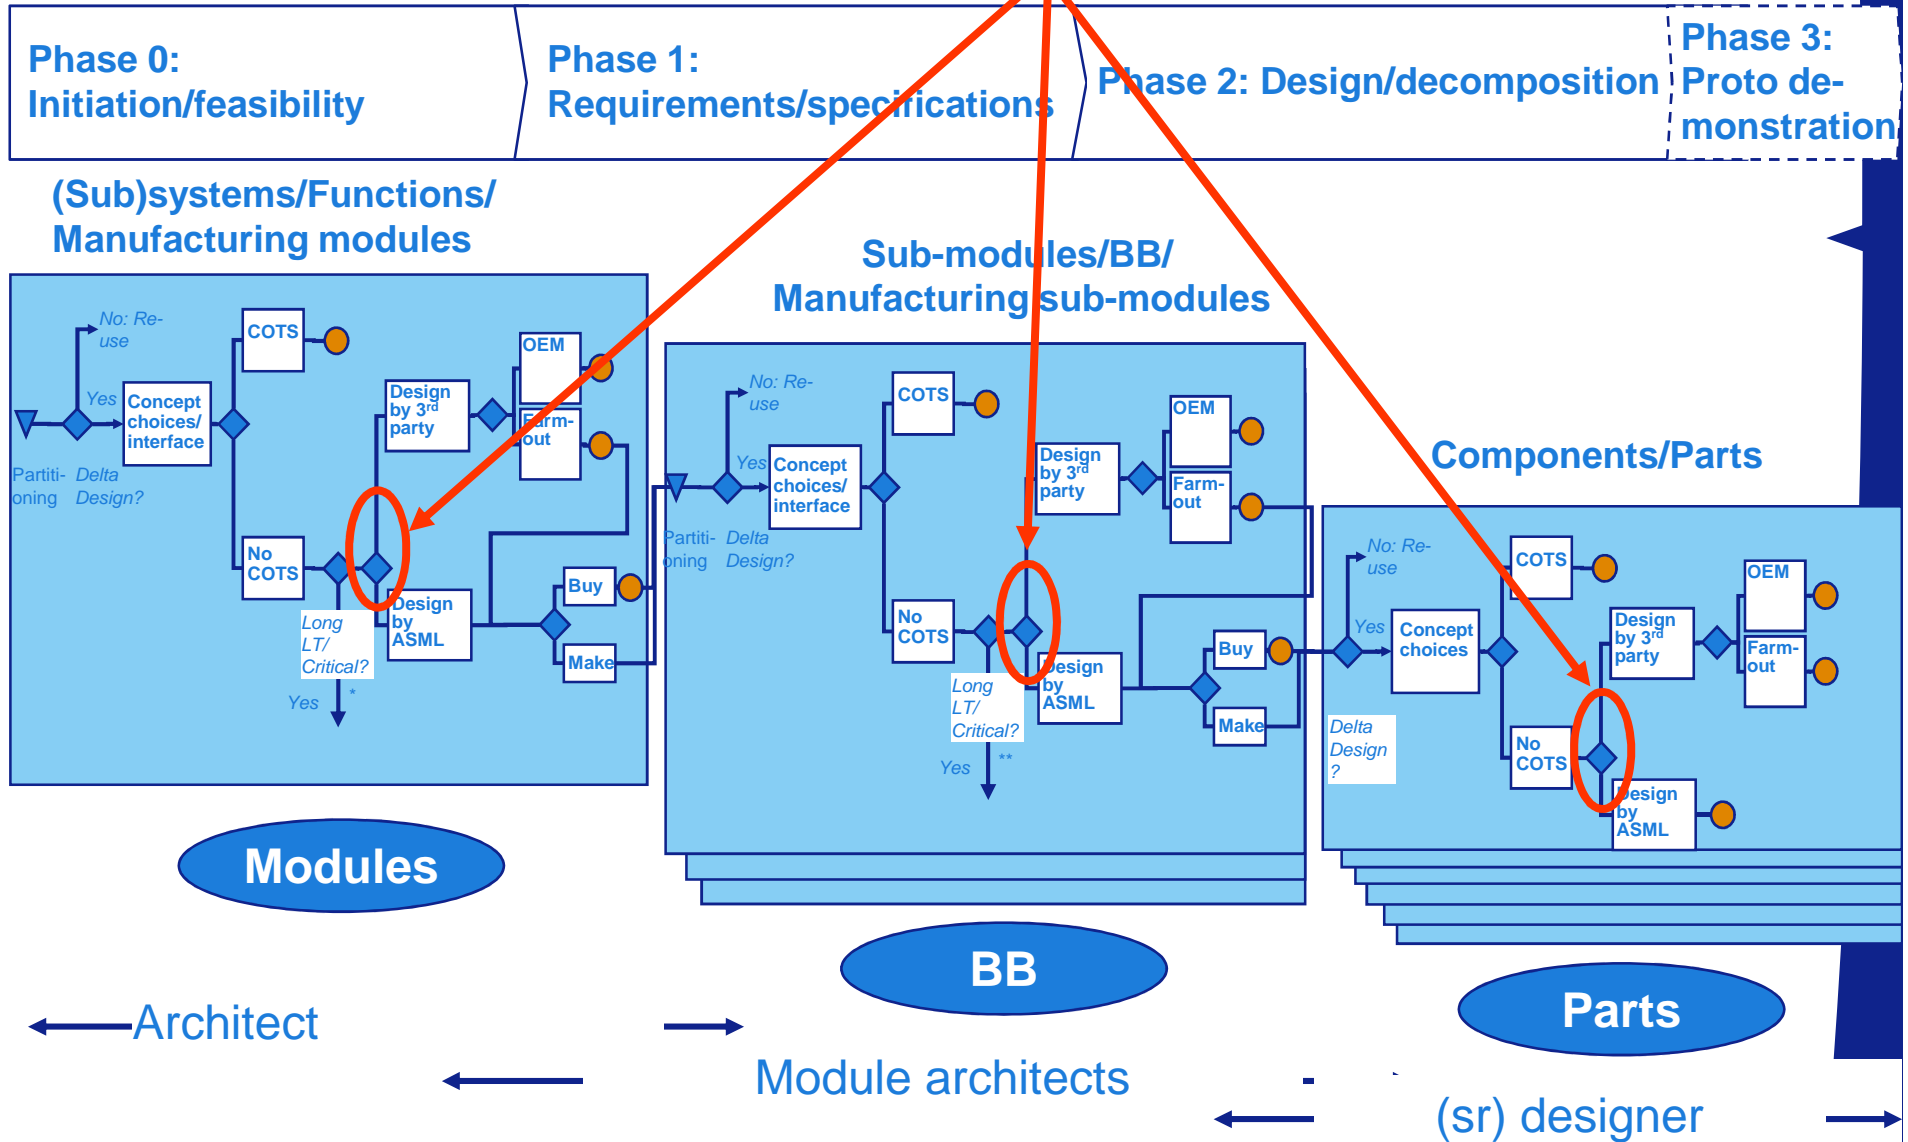 Phase 0:
Initiation/feasibility
Phase 1:
Requirements/specifications
Phase 2: Design/decomposition
Phase 3:
Proto de-
monstration
(Sub)systems/Functions/
Manufacturing modules
No: Re-
use
COTS
OEM
Yes
Concept
choices/
interface
Design
by 3rd
party
Farm-
out
Partiti-
oning
Delta
Design?
No
COTS
Buy
Design
by
ASML
Long
LT/
Critical?
Make
Yes
*
Modules
Sub-modules/BB/
Manufacturing sub-modules
No: Re-
use
COTS
OEM
Yes
Concept
choices/
interface
Design
by 3rd
party
Farm-
out
Partiti-
oning
Delta
Design?
No
COTS
Buy
Design
by
ASML
Long
LT/
Critical?
Make
Yes
**
BB
Components/Parts
No: Re-
use
COTS
OEM
Yes
Concept
choices
Design
by 3rd
party
Farm-
out
Delta
Design
?
No
COTS
Design
by
ASML
Parts
Architect
Module architects
(sr) designer